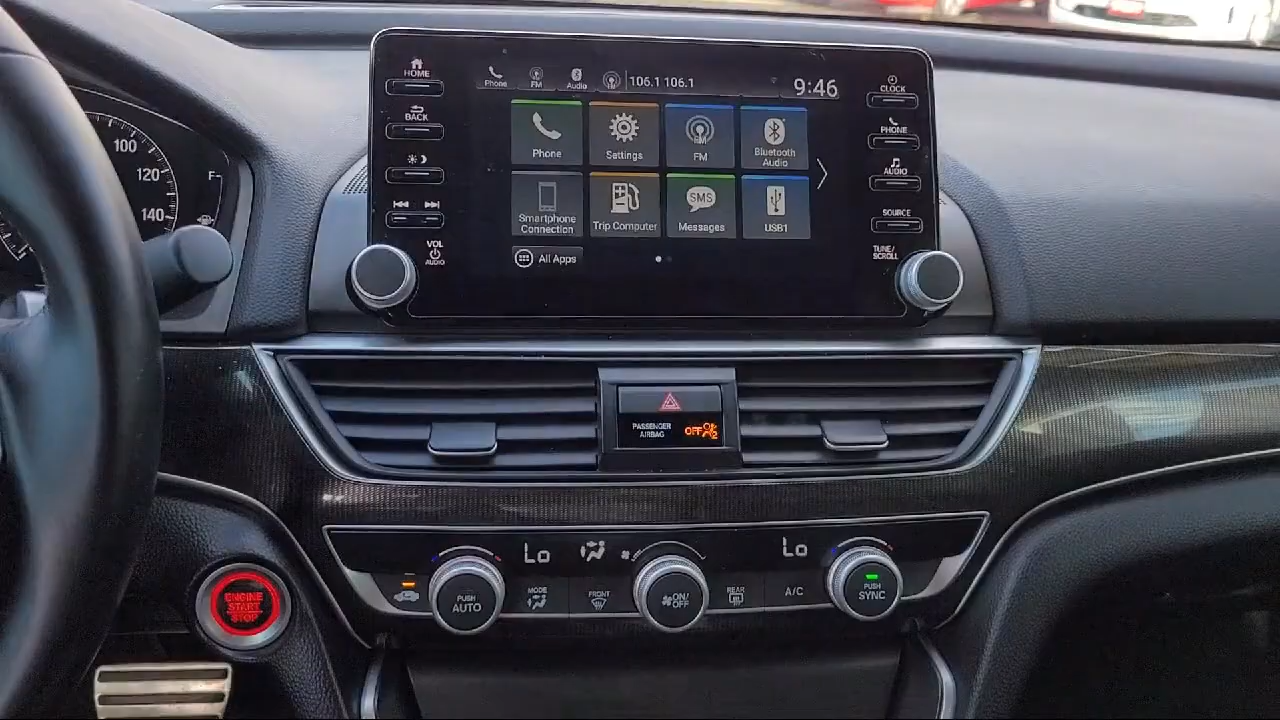 100
120
140
F
HOME
BACK
VOL
AUDIO
Phone
FM
Audio
106.1 106.1
9:46
Phone
Settings
FM
Bluetooth
Audio
Smartphone
Connection
Trip Computer
SMS
Messages
USB1
All Apps
CLOCK
PHONE
AUDIO
SOURCE
TUNE/
SCROLL
PASSENGER
AIRBAG
OFF
2
Lo
Lo
PUSH
AUTO
MODE
FRONT
ON/
OFF
REAR
A/C
PUSH
SYNC
ENGINE
START
STOP